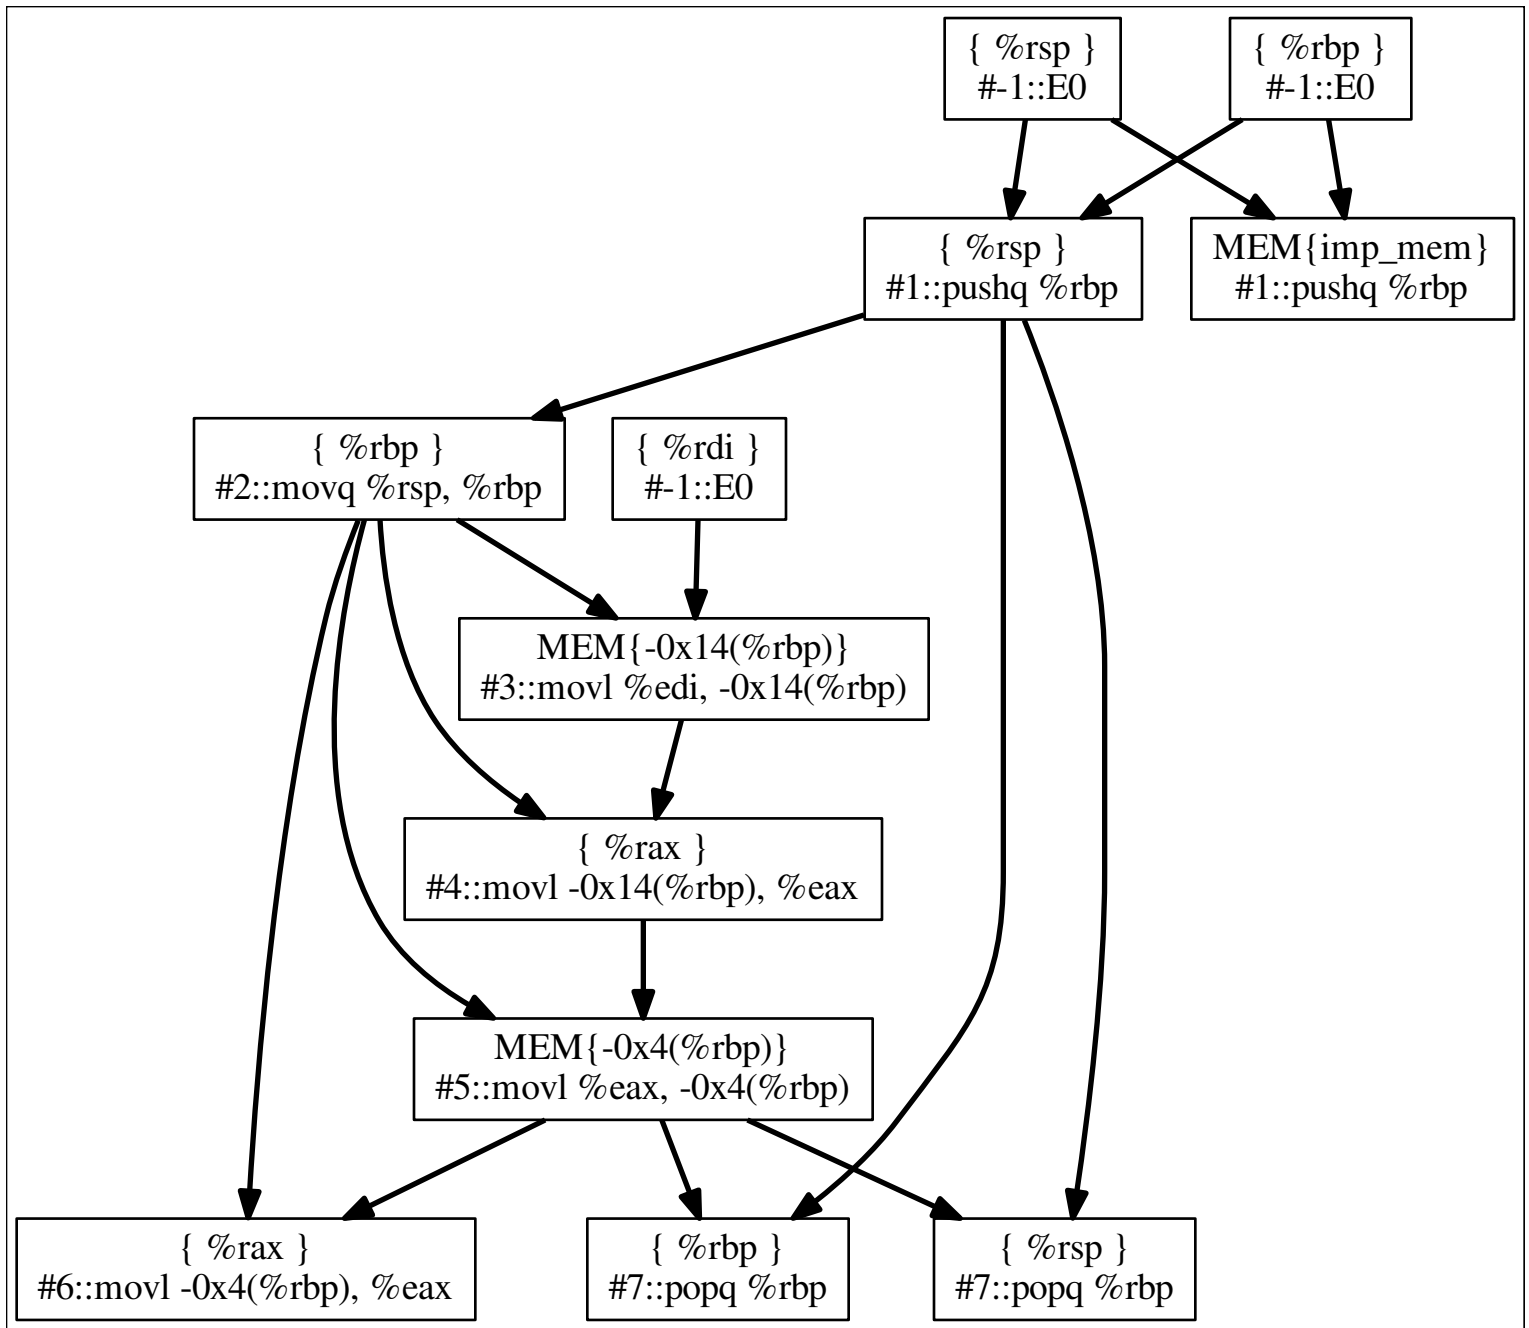 { %rsp }
#-1::E0
{ %rbp }
#-1::E0
{ %rsp }
#1::pushq %rbp
MEM{imp_mem}
#1::pushq %rbp
{ %rbp }
#2::movq %rsp, %rbp
{ %rdi }
#-1::E0
MEM{-0x14(%rbp)}
#3::movl %edi, -0x14(%rbp)
{ %rax }
#4::movl -0x14(%rbp), %eax
MEM{-0x4(%rbp)}
#5::movl %eax, -0x4(%rbp)
{ %rax }
#6::movl -0x4(%rbp), %eax
{ %rbp }
#7::popq %rbp
{ %rsp }
#7::popq %rbp